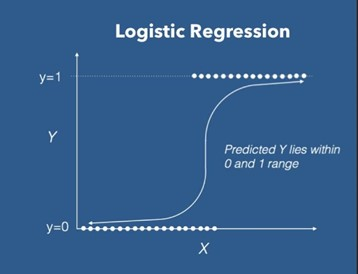 Logistic Regression
y=1
Y
Predicted Y lies within
0 and 1 range
y=0
X